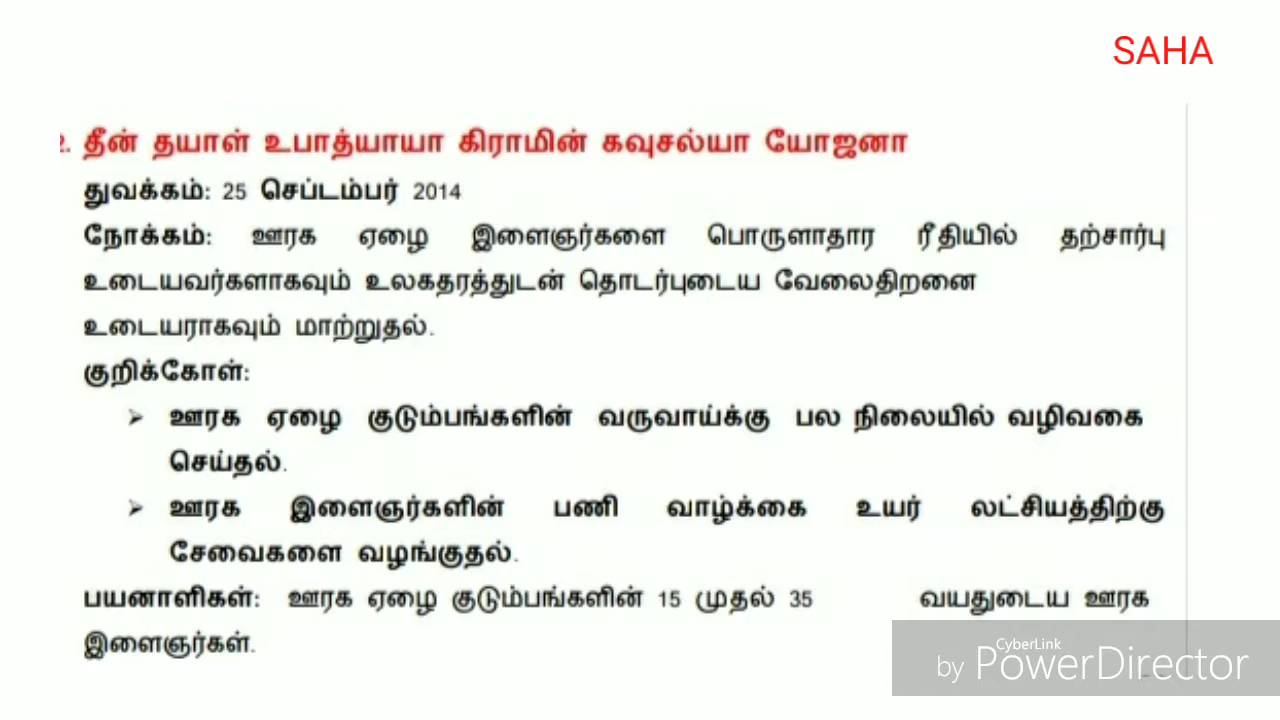 SAHA
2. தீன் தயாள் உபாத்யாயா கிராமின் கவுசல்யா யோஜனா
துவக்கம்: 25 செப்டம்பர் 2014
நோக்கம்: ஊரக ஏழை இளைஞர்களை பொருளாதார ரீதியில் தற்சார்பு
உடையவர்களாகவும் உலகதரத்துடன் தொடர்புடைய வேலைதிறனை
உடையராகவும் மாற்றுதல்.
குறிக்கோள்:
➢ ஊரக ஏழை குடும்பங்களின் வருவாய்க்கு பல நிலையில் வழிவகை
செய்தல்.
➢ ஊரக இளைஞர்களின் பணி வாழ்க்கை உயர் லட்சியத்திற்கு
சேவைகளை வழங்குதல்.
பயனாளிகள்: ஊரக ஏழை குடும்பங்களின் 15 முதல் 35 வயதுடைய ஊரக
இளைஞர்கள்.
CyberLink
by PowerDirector